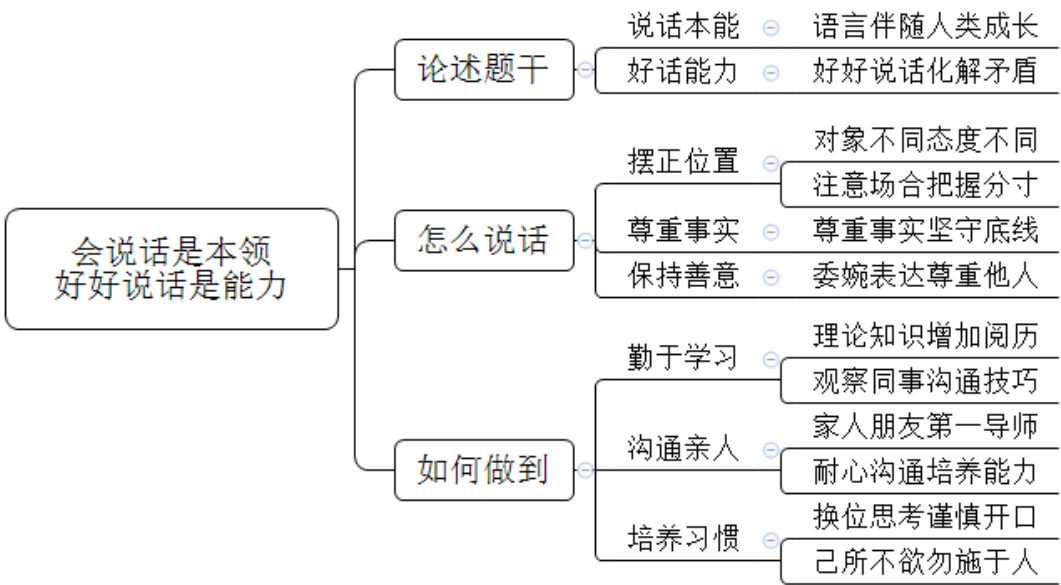 会说话是本领
好好说话是能力
论述题干
说话本能
语言伴随人类成长
好话能力
好好说话化解矛盾
怎么说话
摆正位置
对象不同态度不同
注意场合把握分寸
尊重事实
尊重事实坚守底线
保持善意
委婉表达尊重他人
如何做到
勤于学习
理论知识增加阅历
观察同事沟通技巧
沟通亲人
家人朋友第一导师
耐心沟通培养能力
培养习惯
换位思考谨慎开口
己所不欲勿施于人